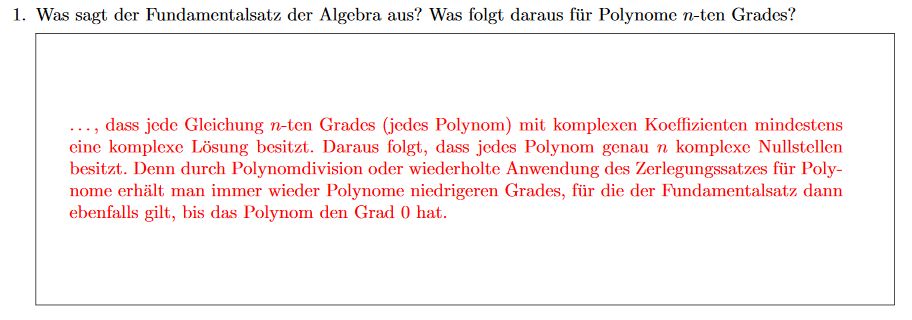 1. Was sagt der Fundamentalsatz der Algebra aus? Was folgt daraus für Polynome n-ten Grades?
..., dass jede Gleichung n-ten Grades (jedes Polynom) mit komplexen Koeffizienten mindestens
eine komplexe Lösung besitzt. Daraus folgt, dass jedes Polynom genau n komplexe Nullstellen
besitzt. Denn durch Polynomdivision oder wiederholte Anwendung des Zerlegungssatzes für Poly-
nome erhält man immer wieder Polynome niedrigeren Grades, für die der Fundamentalsatz dann
ebenfalls gilt, bis das Polynom den Grad 0 hat.